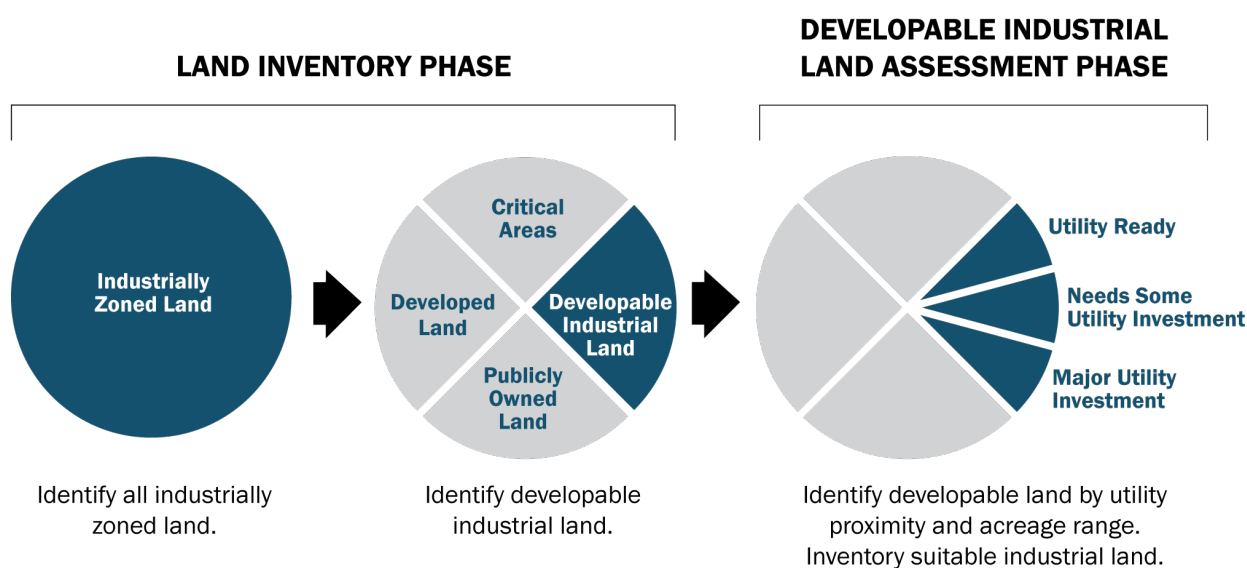 LAND INVENTORY PHASE
DEVELOPABLE INDUSTRIAL
LAND ASSESSMENT PHASE
Industrially
Zoned Land
Critical
Areas
Developed
Land
Developable
Industrial
Land
Publicly
Owned
Land
Utility Ready
Needs Some
Utility Investment
Major Utility
Investment
Identify all industrially
zoned land.
Identify developable
industrial land.
Identify developable land by utility
proximity and acreage range.
Inventory suitable industrial land.